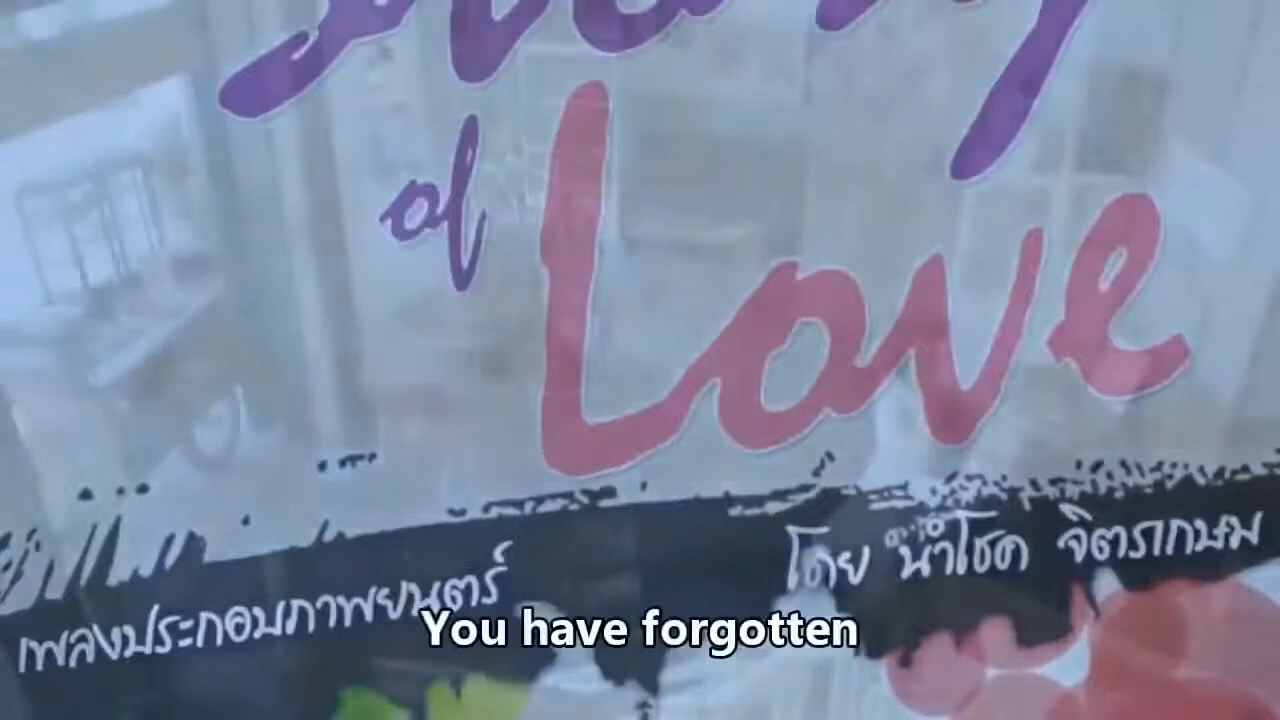 of
Love
เพลงประกอบภาพยนตร์
โดย นำโชค จิตรเกษม
You have forgotten